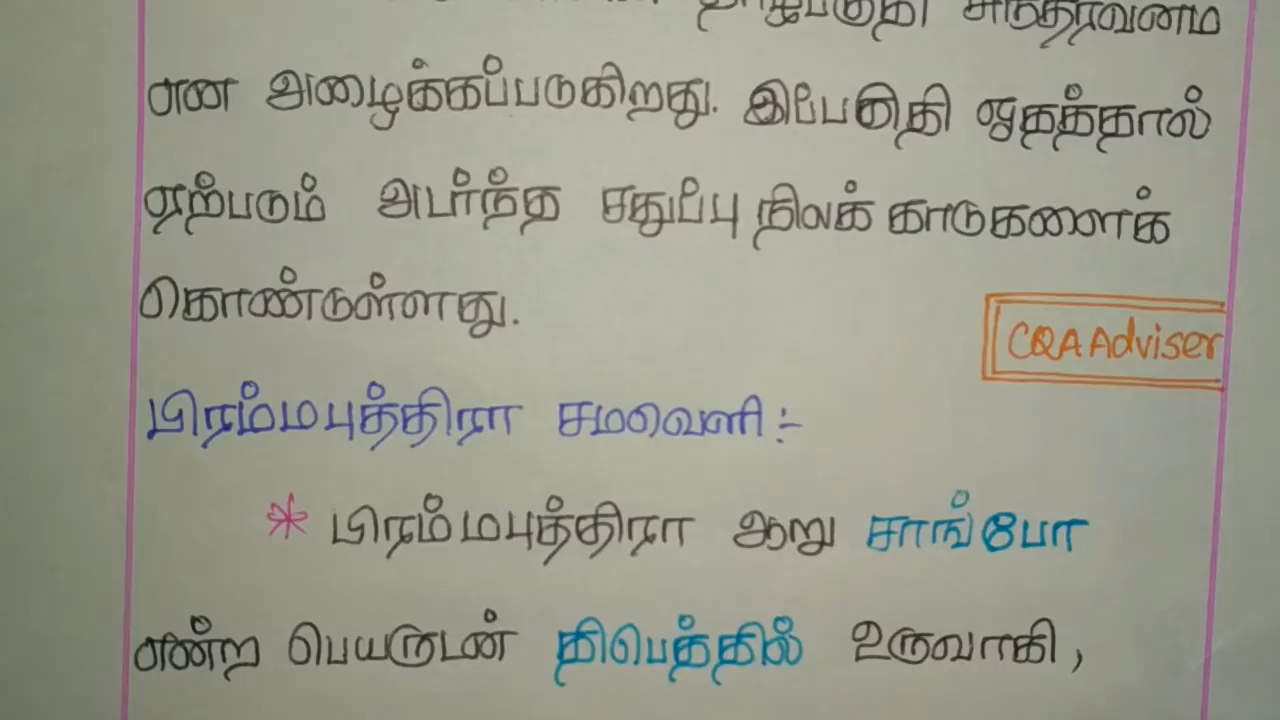 சுந்தரவனம்
என அழைக்கப்படுகிறது. இப்பகுதி ஓதத்தால்
ஏற்படும் அடர்ந்த சதுப்பு நிலக் காடுகளைக்
கொண்டுள்ளது.
CQA Adviser
பிரம்மபுத்திரா சமவெளி :-
* பிரம்மபுத்திரா ஆறு சாங்போ
என்ற பெயருடன் திபெத்தில் உருவாகி,